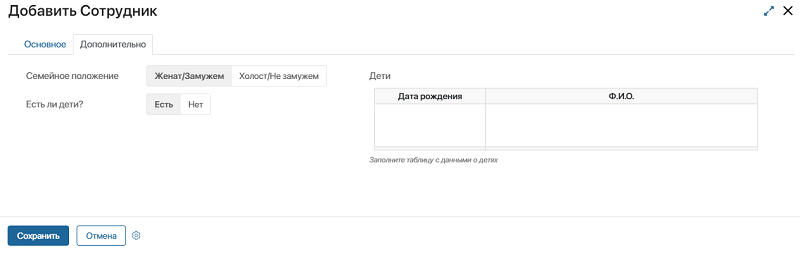 Добавить Сотрудник
Основное
Дополнительно
Семейное положение
Женат/Замужем
Холост/Не замужем
Есть ли дети?
Есть
Нет
Дети
Дата рождения
Ф.И.О.
Заполните таблицу с данными о детях
Сохранить
Отмена